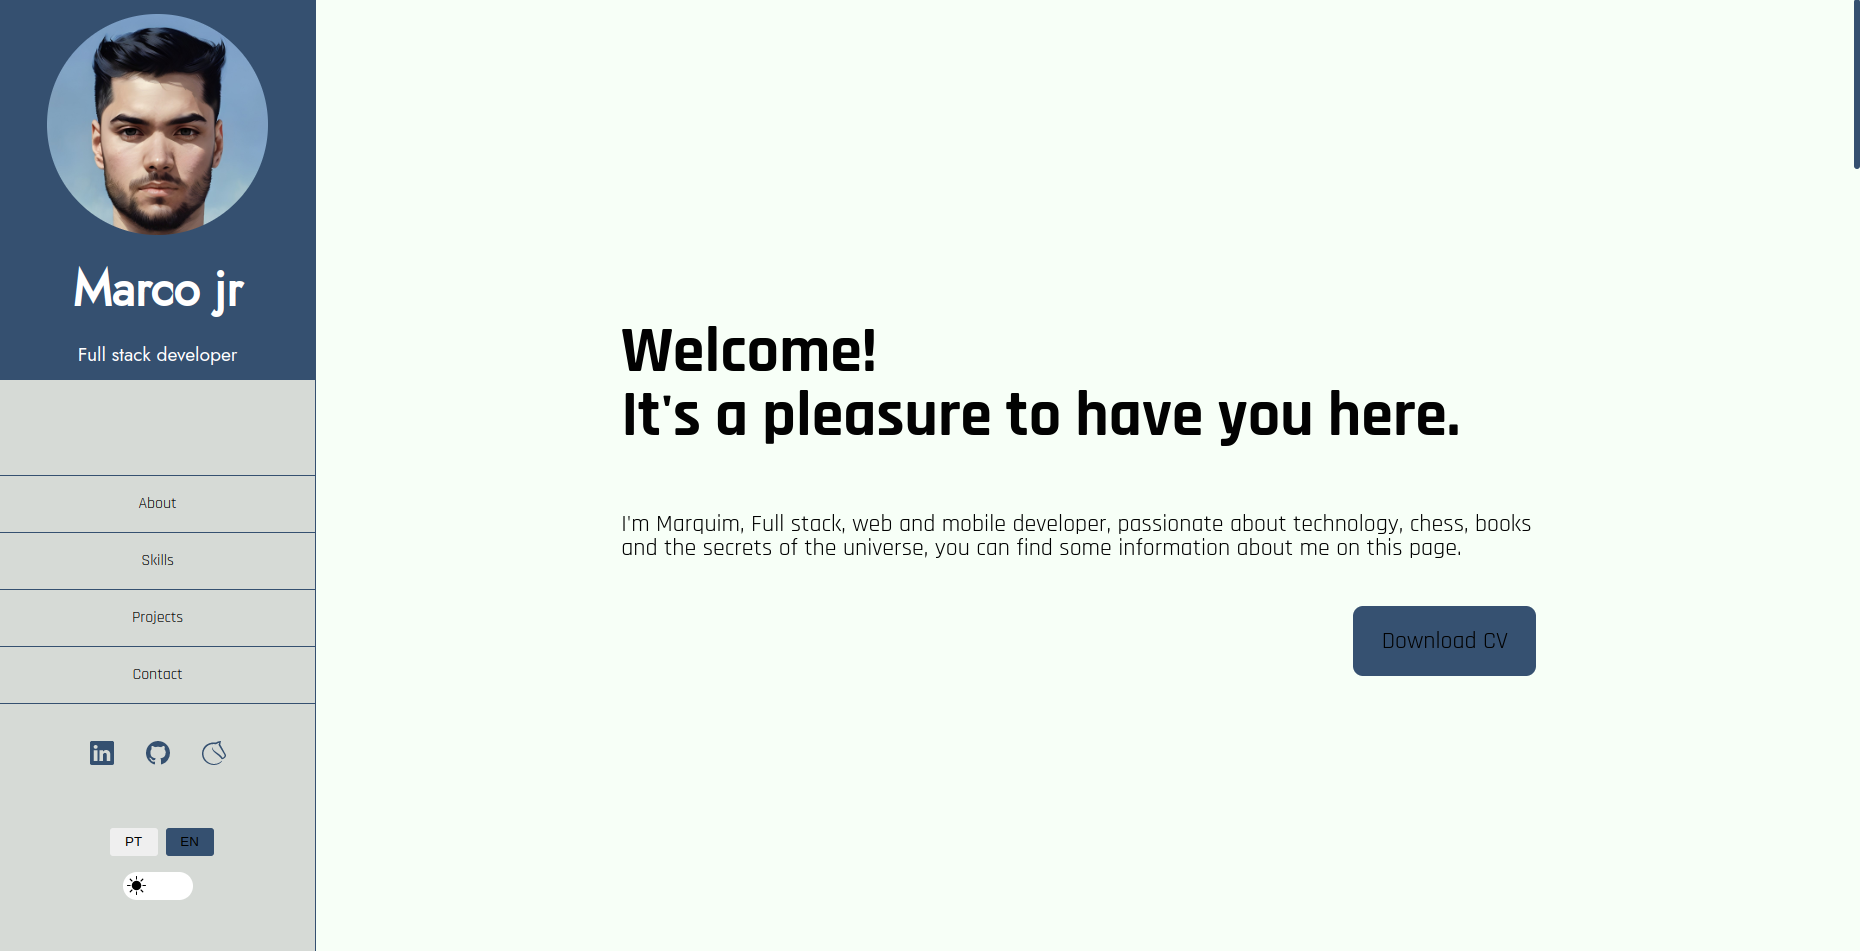 Marco jr
Full stack developer
About
Skills
Projects
Contact
in
PT
EN
Welcome!
It's a pleasure to have you here.
I'm Marquim, Full stack, web and mobile developer, passionate about technology, chess, books
and the secrets of the universe, you can find some information about me on this page.
Download CV